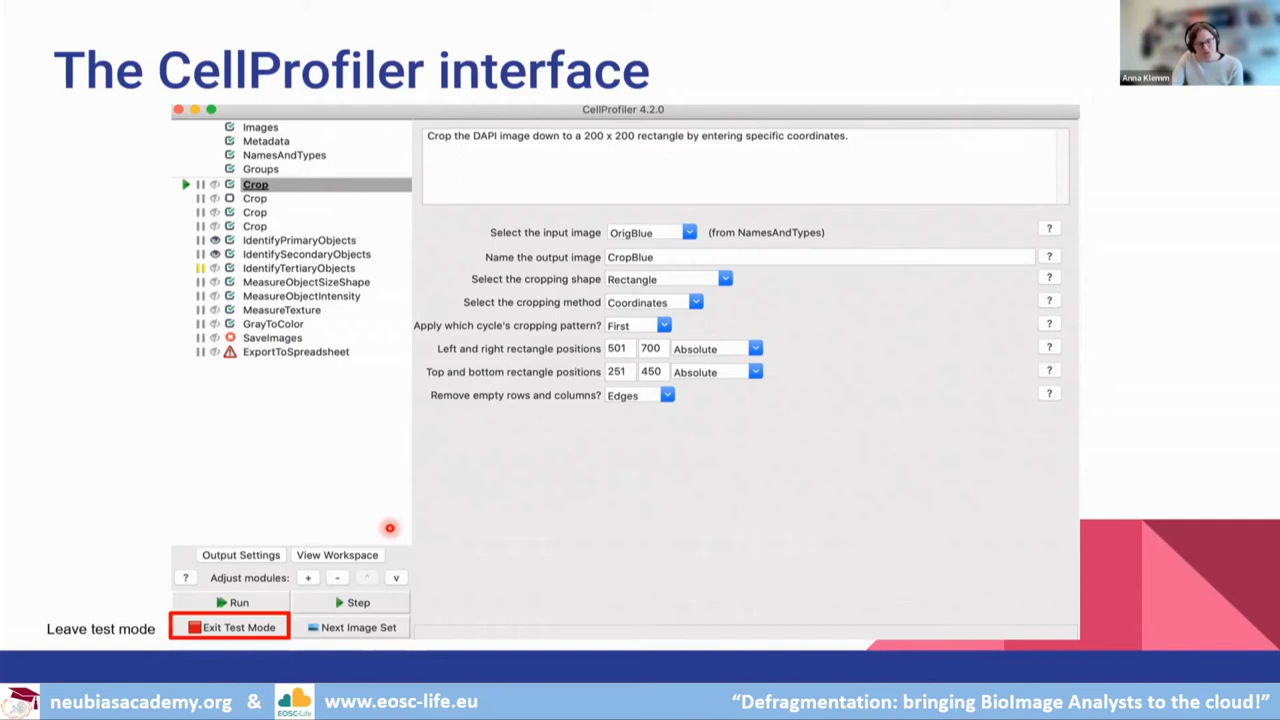 The CellProfiler interface
Anna Klemm
CellProfiler 4.2.0
Images
Metadata
NamesAndTypes
Groups
Crop
Crop
Crop
Crop
IdentifyPrimaryObjects
IdentifySecondaryObjects
IdentifyTertiaryObjects
MeasureObjectSizeShape
MeasureObjectIntensity
MeasureTexture
GrayToColor
SaveImages
ExportToSpreadsheet
Output Settings View Workspace
? Adjust modules: + - ^ v
Run Step
Exit Test Mode Next Image Set
Leave test mode
Crop the DAPI image down to a 200 x 200 rectangle by entering specific coordinates.
Select the input image OrigBlue (from NamesAndTypes) ?
Name the output image CropBlue ?
Select the cropping shape Rectangle ?
Select the cropping method Coordinates ?
Apply which cycle's cropping pattern? First ?
Left and right rectangle positions 501 700 Absolute ?
Top and bottom rectangle positions 251 450 Absolute ?
Remove empty rows and columns? Edges ?
neubiasacademy.org & EOSC-Life www.eosc-life.eu “Defragmentation: bringing BioImage Analysts to the cloud!”